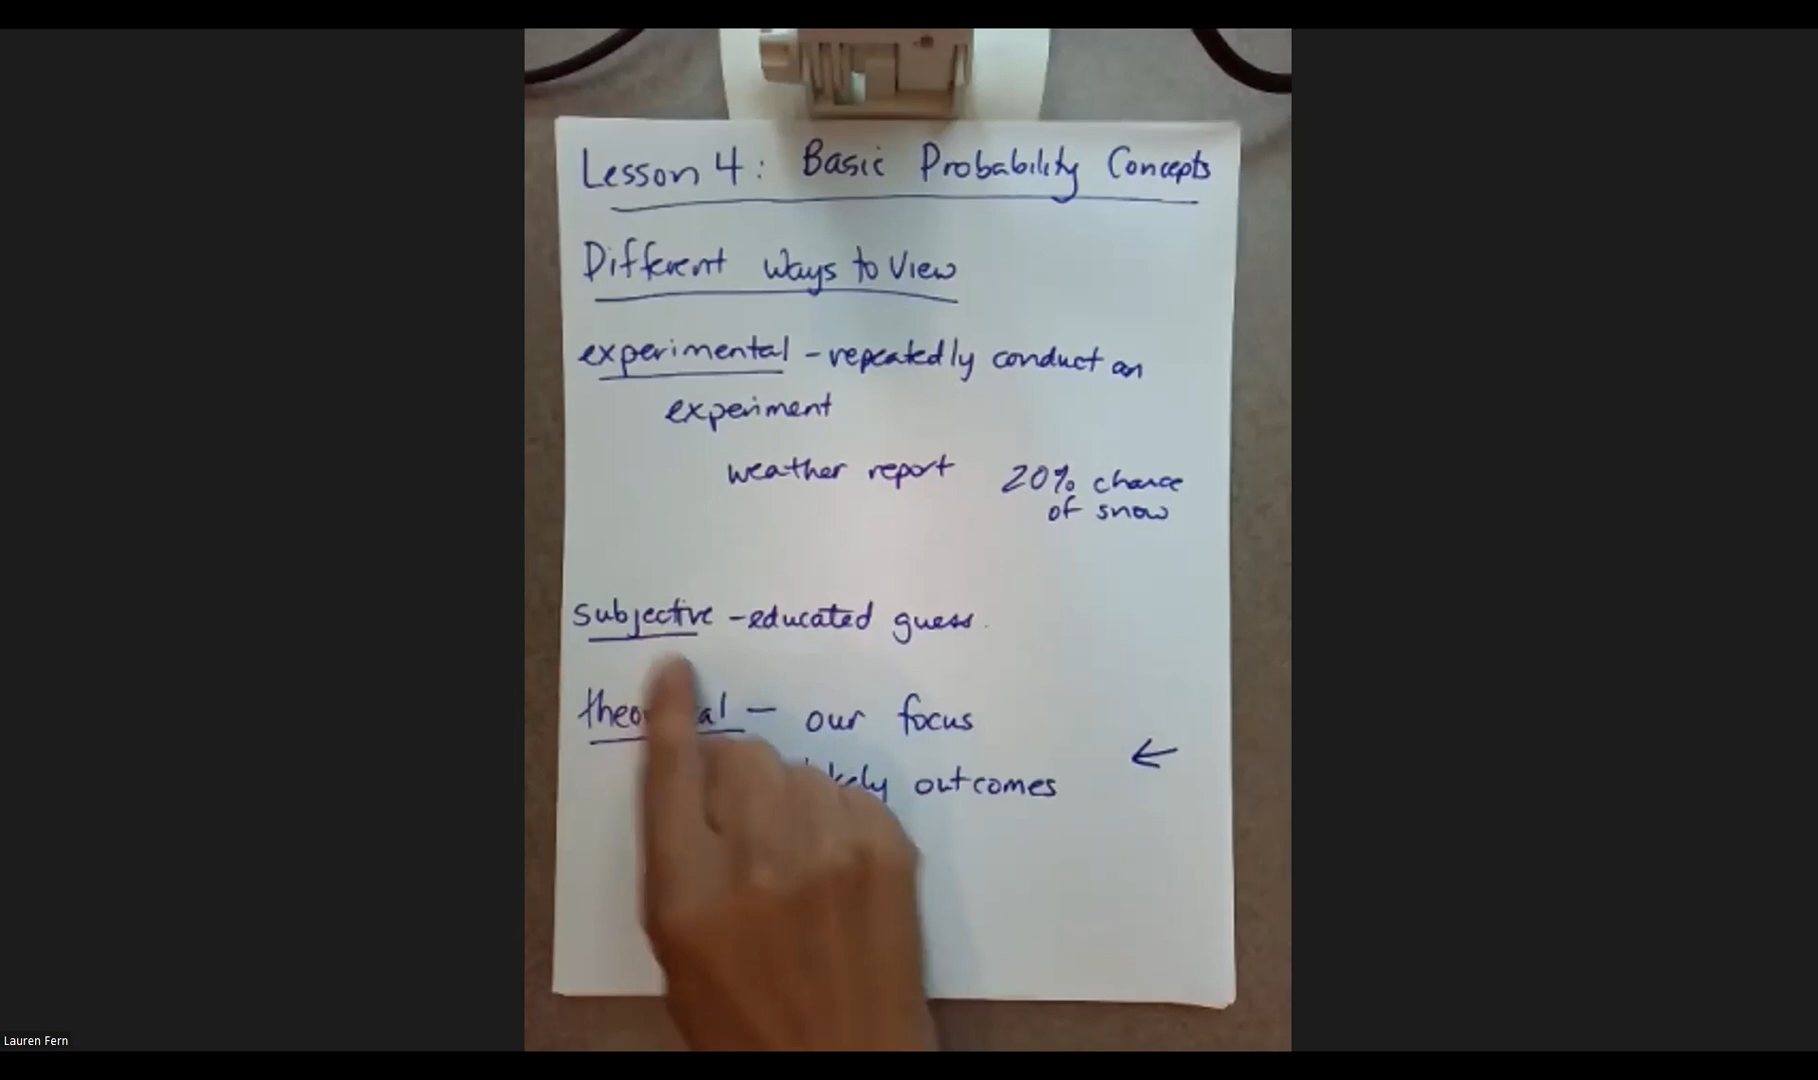 Lesson 4: Basic Probability Concepts
Different Ways to View
experimental - repeatedly conduct an
experiment
weather report 20% chance
of snow
subjective - educated guess.
— our focus
outcomes
Lauren Fern